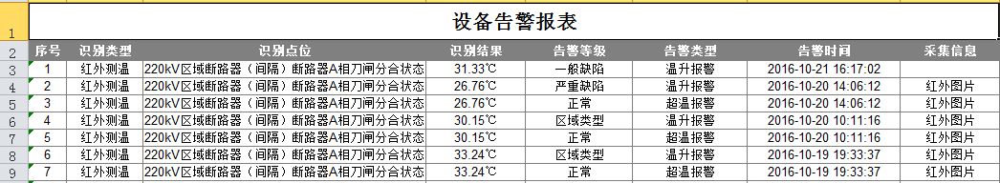 1 设备告警报表
2 序号 识别类型 识别点位 识别结果 告警等级 告警类型 告警时间 采集信息
3 1 红外测温 220kV区域断路器（间隔）断路器A相刀闸分合状态 31.33℃ 一般缺陷 温升报警 2016-10-21 16:17:02
4 2 红外测温 220kV区域断路器（间隔）断路器A相刀闸分合状态 26.76℃ 严重缺陷 温升报警 2016-10-20 14:06:12 红外图片
5 3 红外测温 220kV区域断路器（间隔）断路器A相刀闸分合状态 26.76℃ 正常 超温报警 2016-10-20 14:06:12 红外图片
6 4 红外测温 220kV区域断路器（间隔）断路器A相刀闸分合状态 30.15℃ 区域类型 温升报警 2016-10-20 10:11:16 红外图片
7 5 红外测温 220kV区域断路器（间隔）断路器A相刀闸分合状态 30.15℃ 正常 超温报警 2016-10-20 10:11:16 红外图片
8 6 红外测温 220kV区域断路器（间隔）断路器A相刀闸分合状态 33.24℃ 区域类型 温升报警 2016-10-19 19:33:37 红外图片
9 7 红外测温 220kV区域断路器（间隔）断路器A相刀闸分合状态 33.24℃ 正常 超温报警 2016-10-19 19:33:37 红外图片